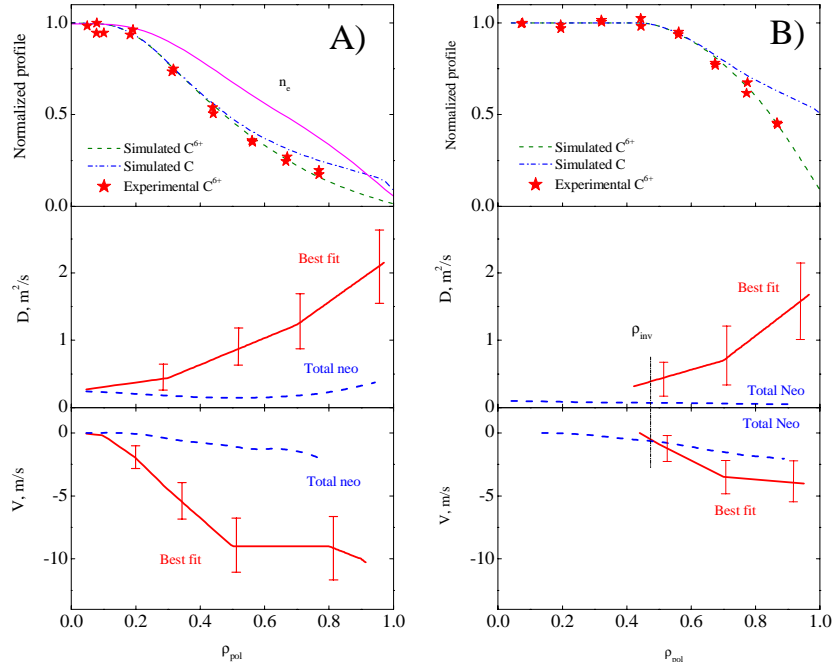 A)
Normalized profile
1.0
0.5
0.0
n_e
Simulated C^6+
Simulated C
Experimental C^6+
D, m^2/s
2
1
0
Best fit
Total neo
V, m/s
0
-5
-10
Total neo
Best fit
0.0 0.2 0.4 0.6 0.8 1.0
ρ_pol
B)
Normalized profile
1.0
0.5
0.0
Simulated C^6+
Simulated C
Experimental C^6+
D, m^2/s
2
1
0
Best fit
ρ_inv
Total Neo
V, m/s
0
-5
-10
Total Neo
Best fit
0.0 0.2 0.4 0.6 0.8 1.0
ρ_pol